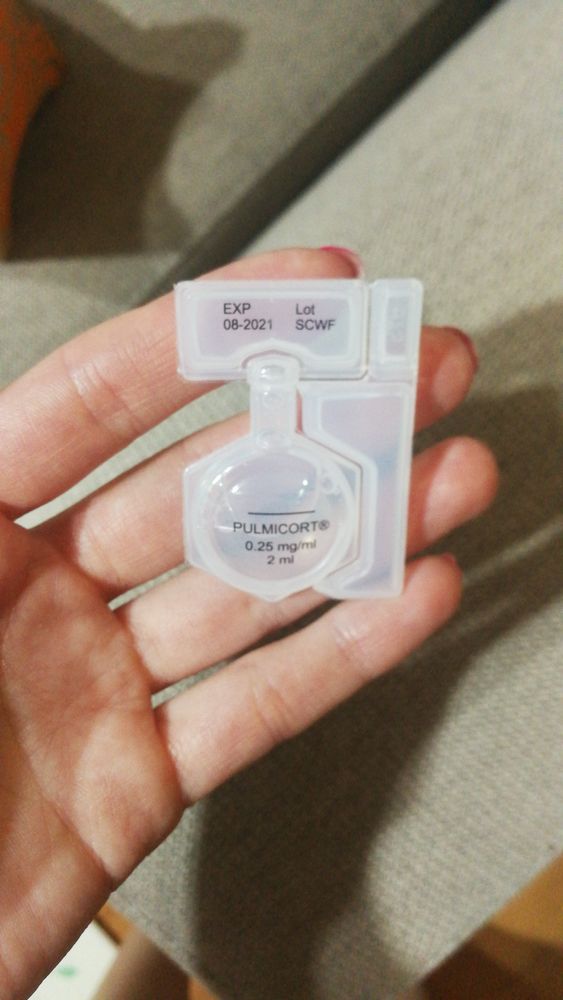 EXP Lot
08-2021 SCWF
PULMICORT®
0.25 mg/ml
2 ml